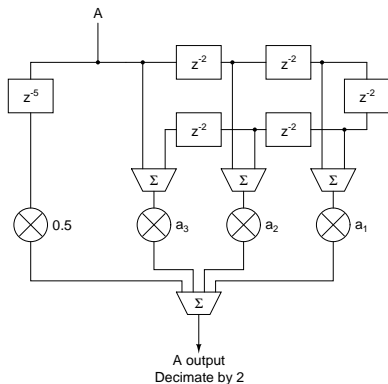 A
z⁻²
z⁻²
z⁻⁵
z⁻²
z⁻²
z⁻²
Σ
Σ
Σ
0.5
a₃
a₂
a₁
Σ
A output
Decimate by 2